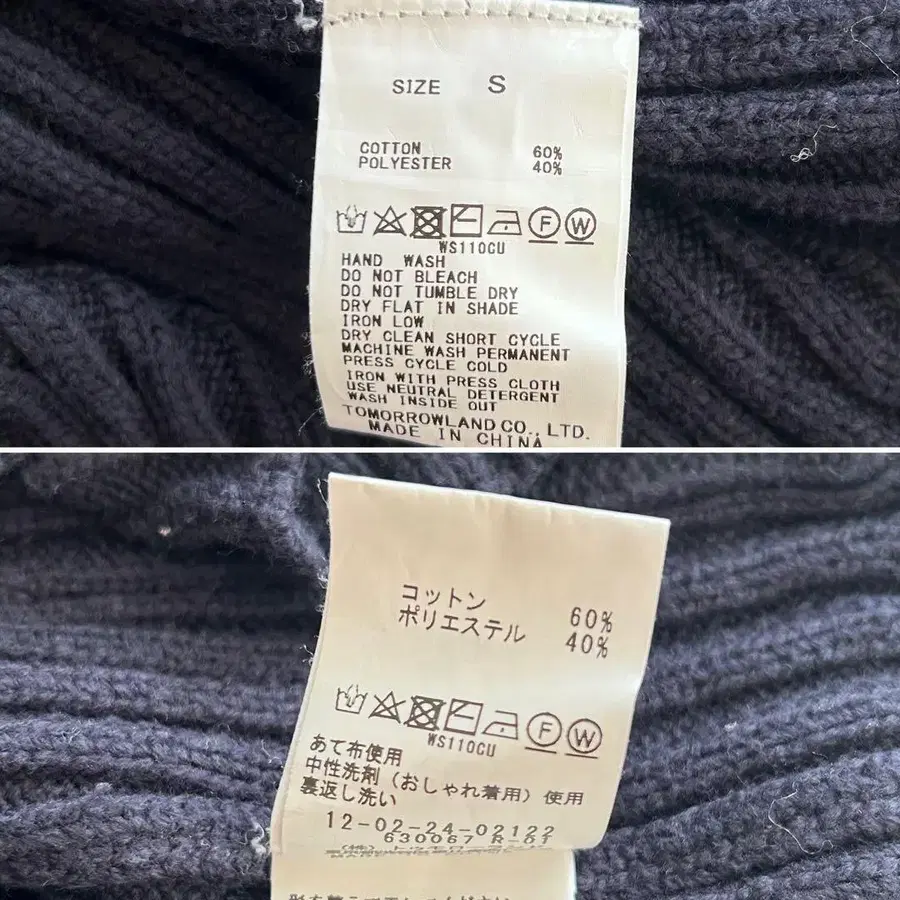 SIZE S
COTTON 60%
POLYESTER 40%
F W
WS110CU
HAND WASH
DO NOT BLEACH
DO NOT TUMBLE DRY
DRY FLAT IN SHADE
IRON LOW
DRY CLEAN SHORT CYCLE
MACHINE WASH PERMANENT
PRESS CYCLE COLD
IRON WITH PRESS CLOTH
USE NEUTRAL DETERGENT
WASH INSIDE OUT
TOMORROWLAND CO., LTD.
MADE IN CHINA
コットン 60%
ポリエステル 40%
F W
WS110CU
あて布使用
中性洗剤（おしゃれ着用）使用
裏返し洗い
12-02-24-02122
630067 R-01